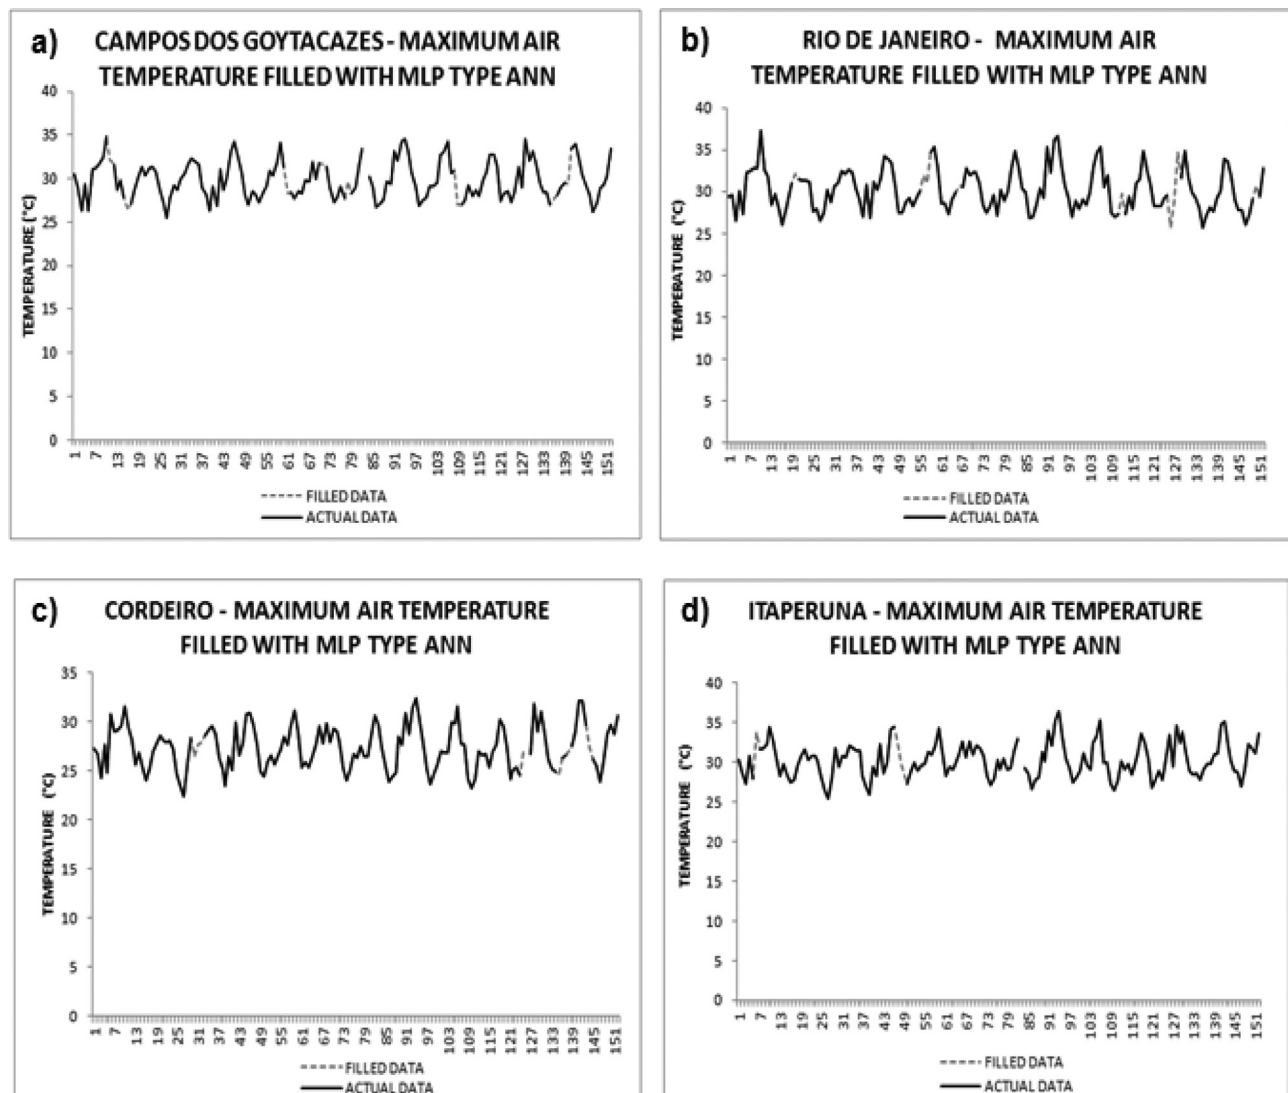 a) CAMPOS DOS GOYTACAZES - MAXIMUM AIR
TEMPERATURE FILLED WITH MLP TYPE ANN
TEMPERATURE (°C)
40
35
30
25
20
15
10
5
0
1 7 13 19 25 31 37 43 49 55 61 67 73 79 85 91 97 103 109 115 121 127 133 139 145 151
FILLED DATA
ACTUAL DATA
b) RIO DE JANEIRO - MAXIMUM AIR
TEMPERATURE FILLED WITH MLP TYPE ANN
TEMPERATURE (°C)
40
35
30
25
20
15
10
5
0
1 7 13 19 25 31 37 43 49 55 61 67 73 79 85 91 97 103 109 115 121 127 133 139 145 151
FILLED DATA
ACTUAL DATA
c) CORDEIRO - MAXIMUM AIR TEMPERATURE
FILLED WITH MLP TYPE ANN
TEMPERATURE (°C)
35
30
25
20
15
10
5
0
1 7 13 19 25 31 37 43 49 55 61 67 73 79 85 91 97 103 109 115 121 127 133 139 145 151
FILLED DATA
ACTUAL DATA
d) ITAPERUNA - MAXIMUM AIR TEMPERATURE
FILLED WITH MLP TYPE ANN
TEMPERATURE (°C)
40
35
30
25
20
15
10
5
0
1 7 13 19 25 31 37 43 49 55 61 67 73 79 85 91 97 103 109 115 121 127 133 139 145 151
FILLED DATA
ACTUAL DATA